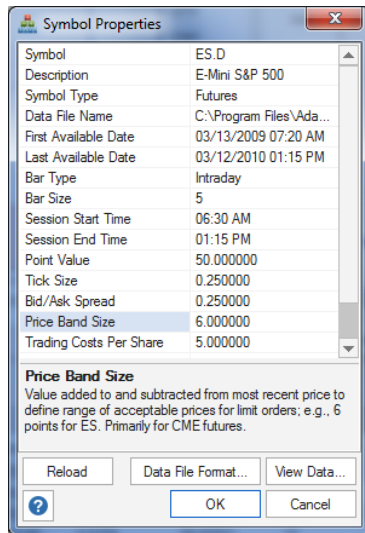 Symbol Properties
Symbol ES.D
Description E-Mini S&P 500
Symbol Type Futures
Data File Name C:\Program Files\Ada...
First Available Date 03/13/2009 07:20 AM
Last Available Date 03/12/2010 01:15 PM
Bar Type Intraday
Bar Size 5
Session Start Time 06:30 AM
Session End Time 01:15 PM
Point Value 50.000000
Tick Size 0.250000
Bid/Ask Spread 0.250000
Price Band Size 6.000000
Trading Costs Per Share 5.000000
Price Band Size
Value added to and subtracted from most recent price to
define range of acceptable prices for limit orders; e.g., 6
points for ES. Primarily for CME futures.
Reload Data File Format... View Data...
? OK Cancel